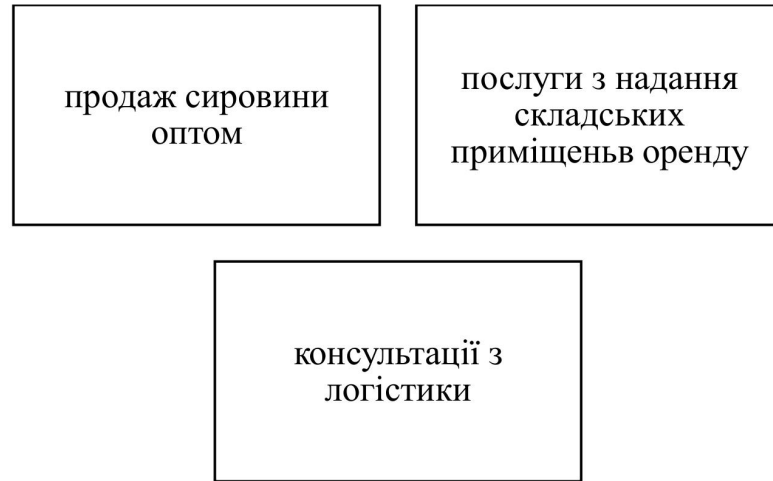 продаж сировини
оптом
послуги з надання
складських
приміщеньв оренду
консультації з
логістики